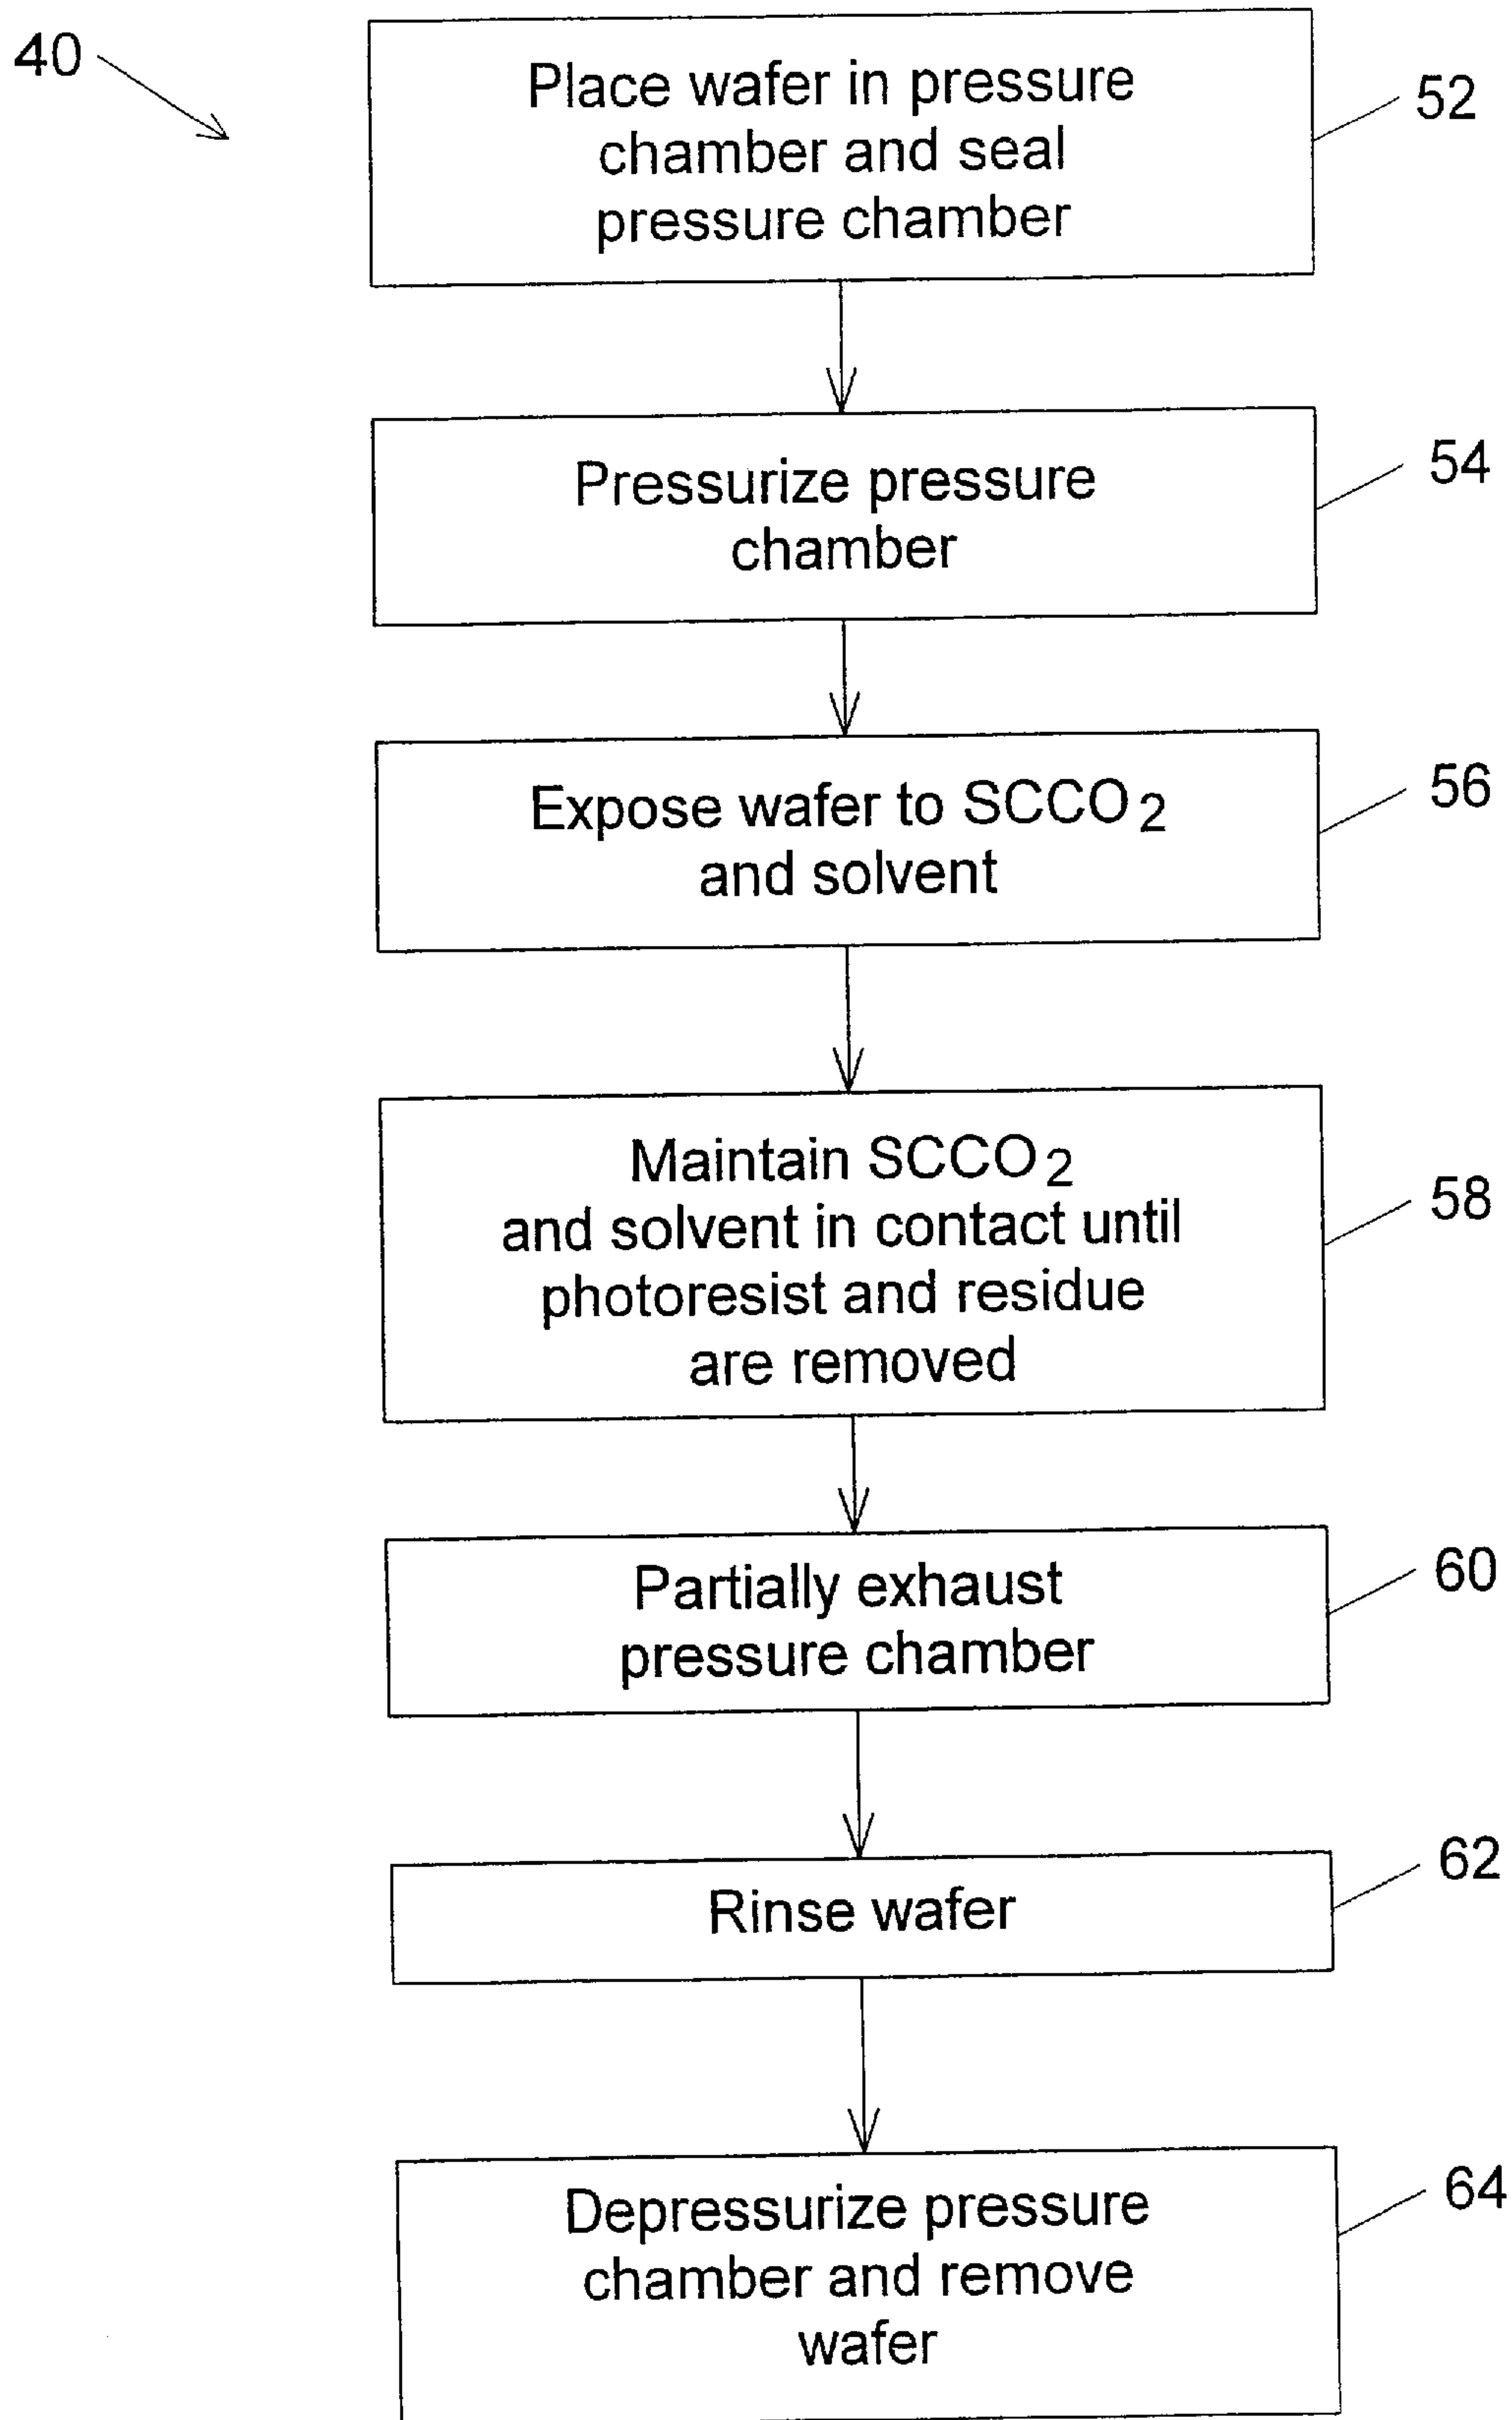 40
Place wafer in pressure
chamber and seal
pressure chamber
52
Pressurize pressure
chamber
54
Expose wafer to SCCO2
and solvent
56
Maintain SCCO2
and solvent in contact until
photoresist and residue
are removed
58
Partially exhaust
pressure chamber
60
Rinse wafer
62
Depressurize pressure
chamber and remove
wafer
64